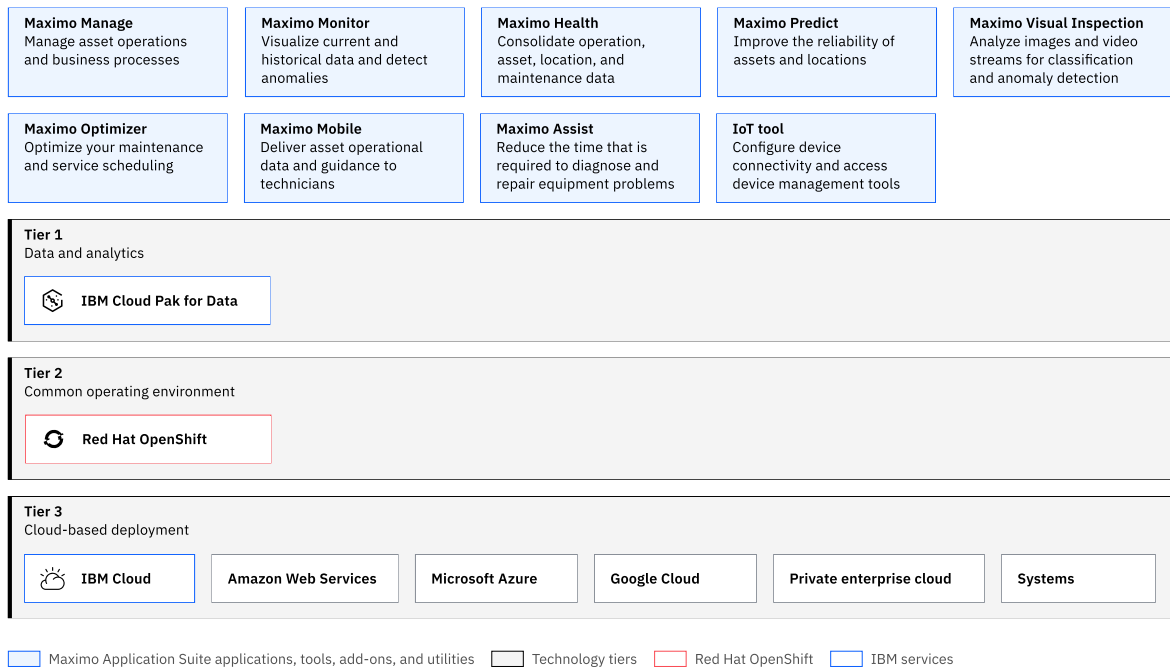 Maximo Manage
Manage asset operations
and business processes
Maximo Monitor
Visualize current and
historical data and detect
anomalies
Maximo Health
Consolidate operation,
asset, location, and
maintenance data
Maximo Predict
Improve the reliability of
assets and locations
Maximo Visual Inspection
Analyze images and video
streams for classification
and anomaly detection
Maximo Optimizer
Optimize your maintenance
and service scheduling
Maximo Mobile
Deliver asset operational
data and guidance to
technicians
Maximo Assist
Reduce the time that is
required to diagnose and
repair equipment problems
IoT tool
Configure device
connectivity and access
device management tools
Tier 1
Data and analytics
IBM Cloud Pak for Data
Tier 2
Common operating environment
Red Hat OpenShift
Tier 3
Cloud-based deployment
IBM Cloud
Amazon Web Services
Microsoft Azure
Google Cloud
Private enterprise cloud
Systems
Maximo Application Suite applications, tools, add-ons, and utilities
Technology tiers
Red Hat OpenShift
IBM services